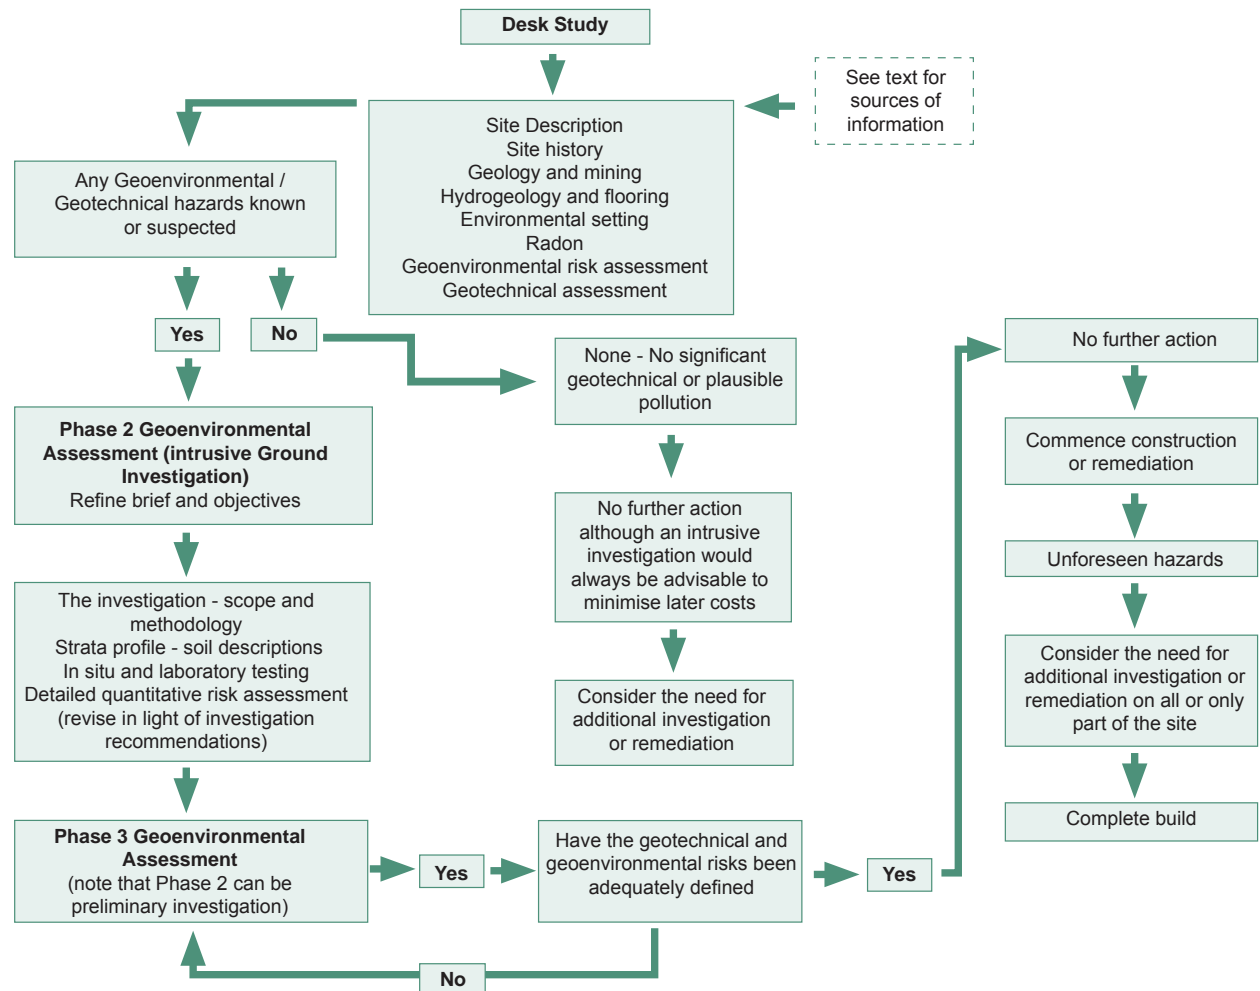 Desk Study
See text for
sources of
information
Site Description
Site history
Geology and mining
Hydrogeology and flooring
Environmental setting
Radon
Geoenvironmental risk assessment
Geotechnical assessment
Any Geoenvironmental /
Geotechnical hazards known
or suspected
Yes
No
None - No significant
geotechnical or plausible
pollution
No further action
although an intrusive
investigation would
always be advisable to
minimise later costs
Consider the need for
additional investigation
or remediation
Phase 2 Geoenvironmental
Assessment (intrusive Ground
Investigation)
Refine brief and objectives
The investigation - scope and
methodology
Strata profile - soil descriptions
In situ and laboratory testing
Detailed quantitative risk assessment
(revise in light of investigation
recommendations)
Phase 3 Geoenvironmental
Assessment
(note that Phase 2 can be
preliminary investigation)
Yes
Have the geotechnical and
geoenvironmental risks been
adequately defined
Yes
No
No further action
Commence construction
or remediation
Unforeseen hazards
Consider the need for
additional investigation or
remediation on all or only
part of the site
Complete build